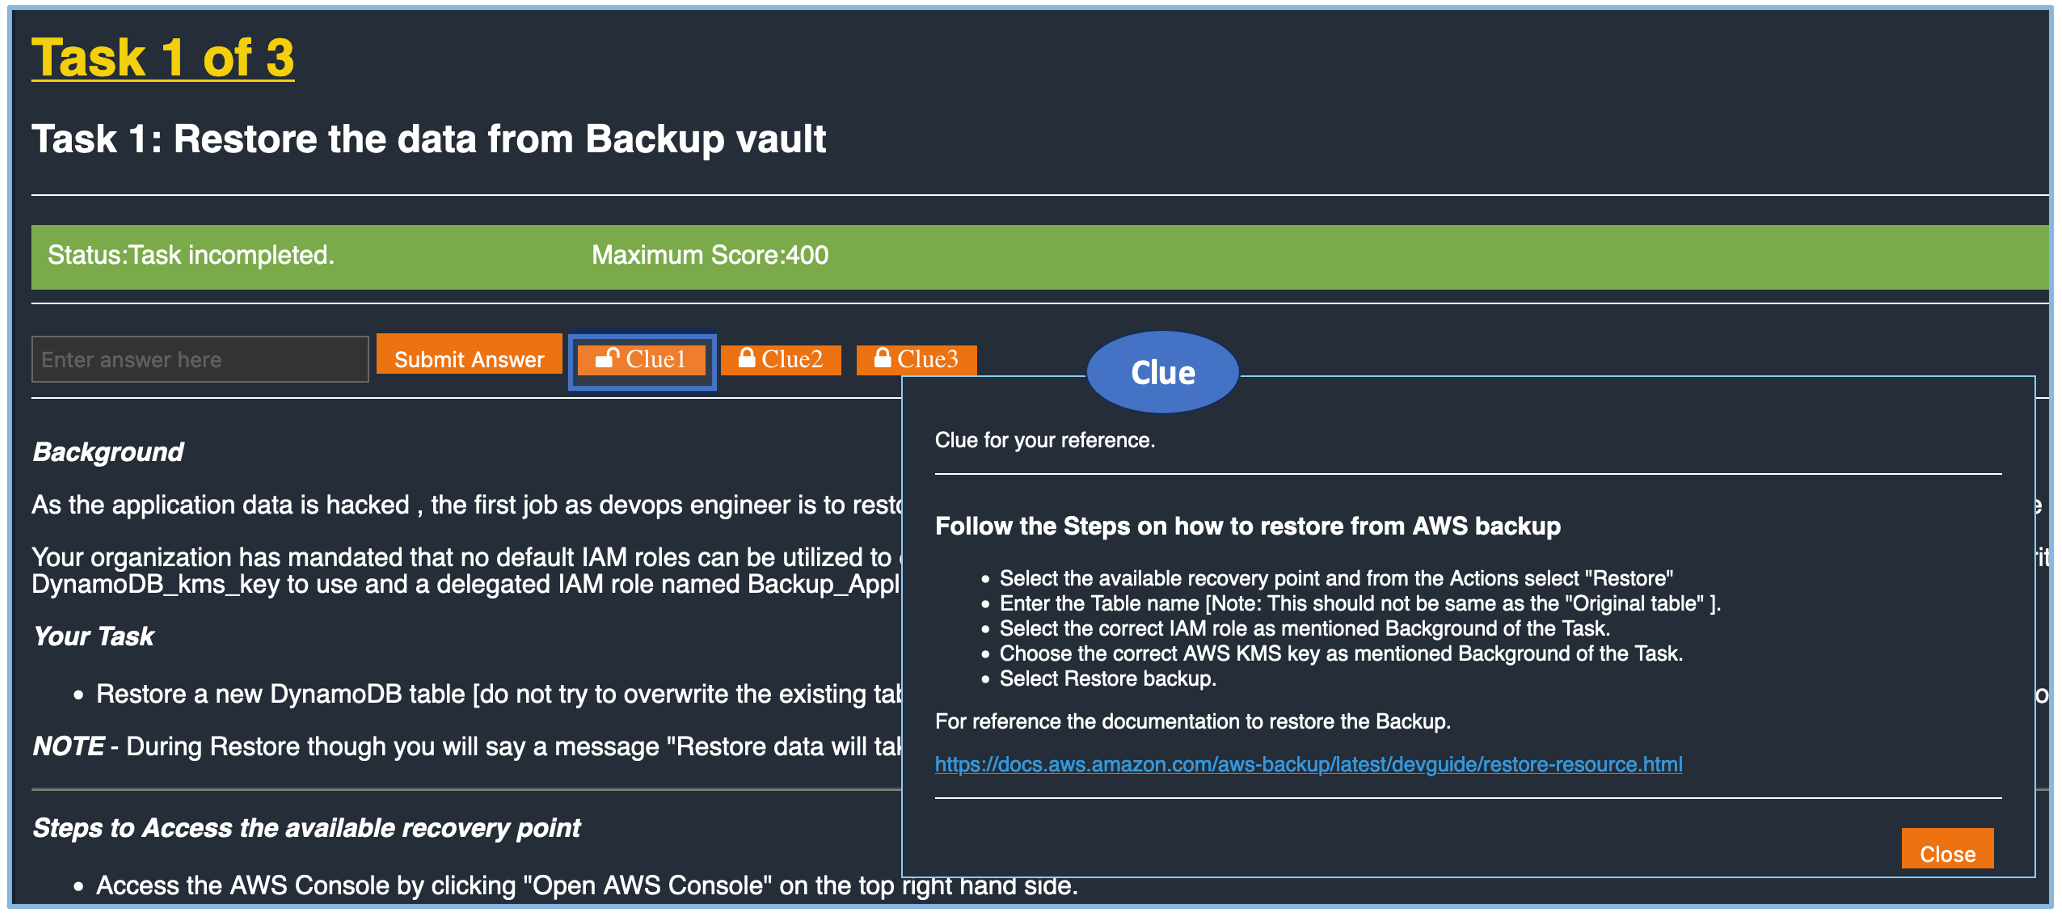 Task 1 of 3
Task 1: Restore the data from Backup vault
Status:Task incompleted. Maximum Score:400
Enter answer here Submit Answer Clue1 Clue2 Clue3
Background
As the application data is hacked , the first job as devops engineer is to
Your organization has mandated that no default IAM roles can be utilized to
DynamoDB_kms_key to use and a delegated IAM role named
Your Task
• Restore a new DynamoDB table [do not try to overwrite the existing
NOTE - During Restore though you will say a message "Restore data will
Steps to Access the available recovery point
• Access the AWS Console by clicking "Open AWS Console" on the top right hand side.
Clue
Clue for your reference.
Follow the Steps on how to restore from AWS backup
• Select the available recovery point and from the Actions select "Restore"
• Enter the Table name [Note: This should not be same as the "Original table" ].
• Select the correct IAM role as mentioned Background of the Task.
• Choose the correct AWS KMS key as mentioned Background of the Task.
• Select Restore backup.
For reference the documentation to restore the Backup.
https://docs.aws.amazon.com/aws-backup/latest/devguide/restore-resource.html
Close